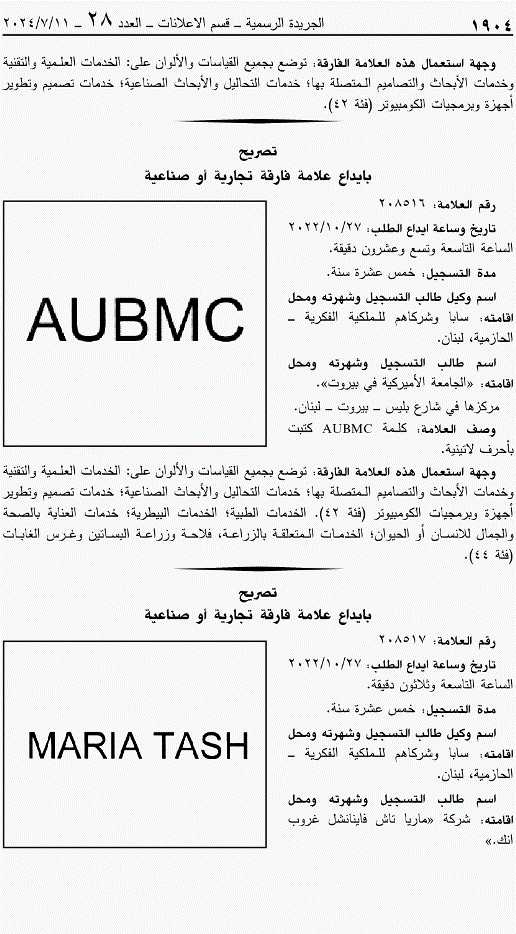 ١٩٠٤ الجريدة الرسمية ـ قسم الاعلانات ـ العدد ٢٨ ـ ٢٠٢٤/٧/١١
وجهة استعمال هذه العلامة الفارقة: توضع بجميع القياسات والألوان على: الخدمات العلمية والتقنية
وخدمات الأبحاث والتصاميم المتصلة بها؛ خدمات التحاليل والأبحاث الصناعية؛ خدمات تصميم وتطوير
أجهزة وبرمجيات الكومبيوتر (فئة ٤٢).
تصريح
بايداع علامة فارقة تجارية أو صناعية
رقم العلامة: ٢٠٨٥١٦
تاريخ وساعة ايداع الطلب: ٢٠٢٢/١٠/٢٧
الساعة التاسعة وتسع وعشرون دقيقة.
مدة التسجيل: خمس عشرة سنة.
اسم وكيل طالب التسجيل وشهرته ومحل
اقامته: سابا وشركاهم للملكية الفكرية ـ
الحازمية، لبنان.
اسم طالب التسجيل وشهرته ومحل
اقامته: «الجامعة الأميركية في بيروت».
مركزها في شارع بليس ـ بيروت ـ لبنان.
وصف العلامة: كلمة AUBMC كتبت
بأحرف لاتينية.
AUBMC
وجهة استعمال هذه العلامة الفارقة: توضع بجميع القياسات والألوان على: الخدمات العلمية والتقنية
وخدمات الأبحاث والتصاميم المتصلة بها؛ خدمات التحاليل والأبحاث الصناعية؛ خدمات تصميم وتطوير
أجهزة وبرمجيات الكومبيوتر (فئة ٤٢). الخدمات الطبية؛ الخدمات البيطرية؛ خدمات العناية بالصحة
والجمال للانسان أو الحيوان؛ الخدمات المتعلقة بالزراعة، فلاحة وزراعة البساتين وغرس الغابات
(فئة ٤٤).
تصريح
بايداع علامة فارقة تجارية أو صناعية
رقم العلامة: ٢٠٨٥١٧
تاريخ وساعة ايداع الطلب: ٢٠٢٢/١٠/٢٧
الساعة التاسعة وثلاثون دقيقة.
مدة التسجيل: خمس عشرة سنة.
اسم وكيل طالب التسجيل وشهرته ومحل
اقامته: سابا وشركاهم للملكية الفكرية ـ
الحازمية، لبنان.
اسم طالب التسجيل وشهرته ومحل
اقامته: شركة «ماريا تاش فاينانشل غروب
انك.»
MARIA TASH